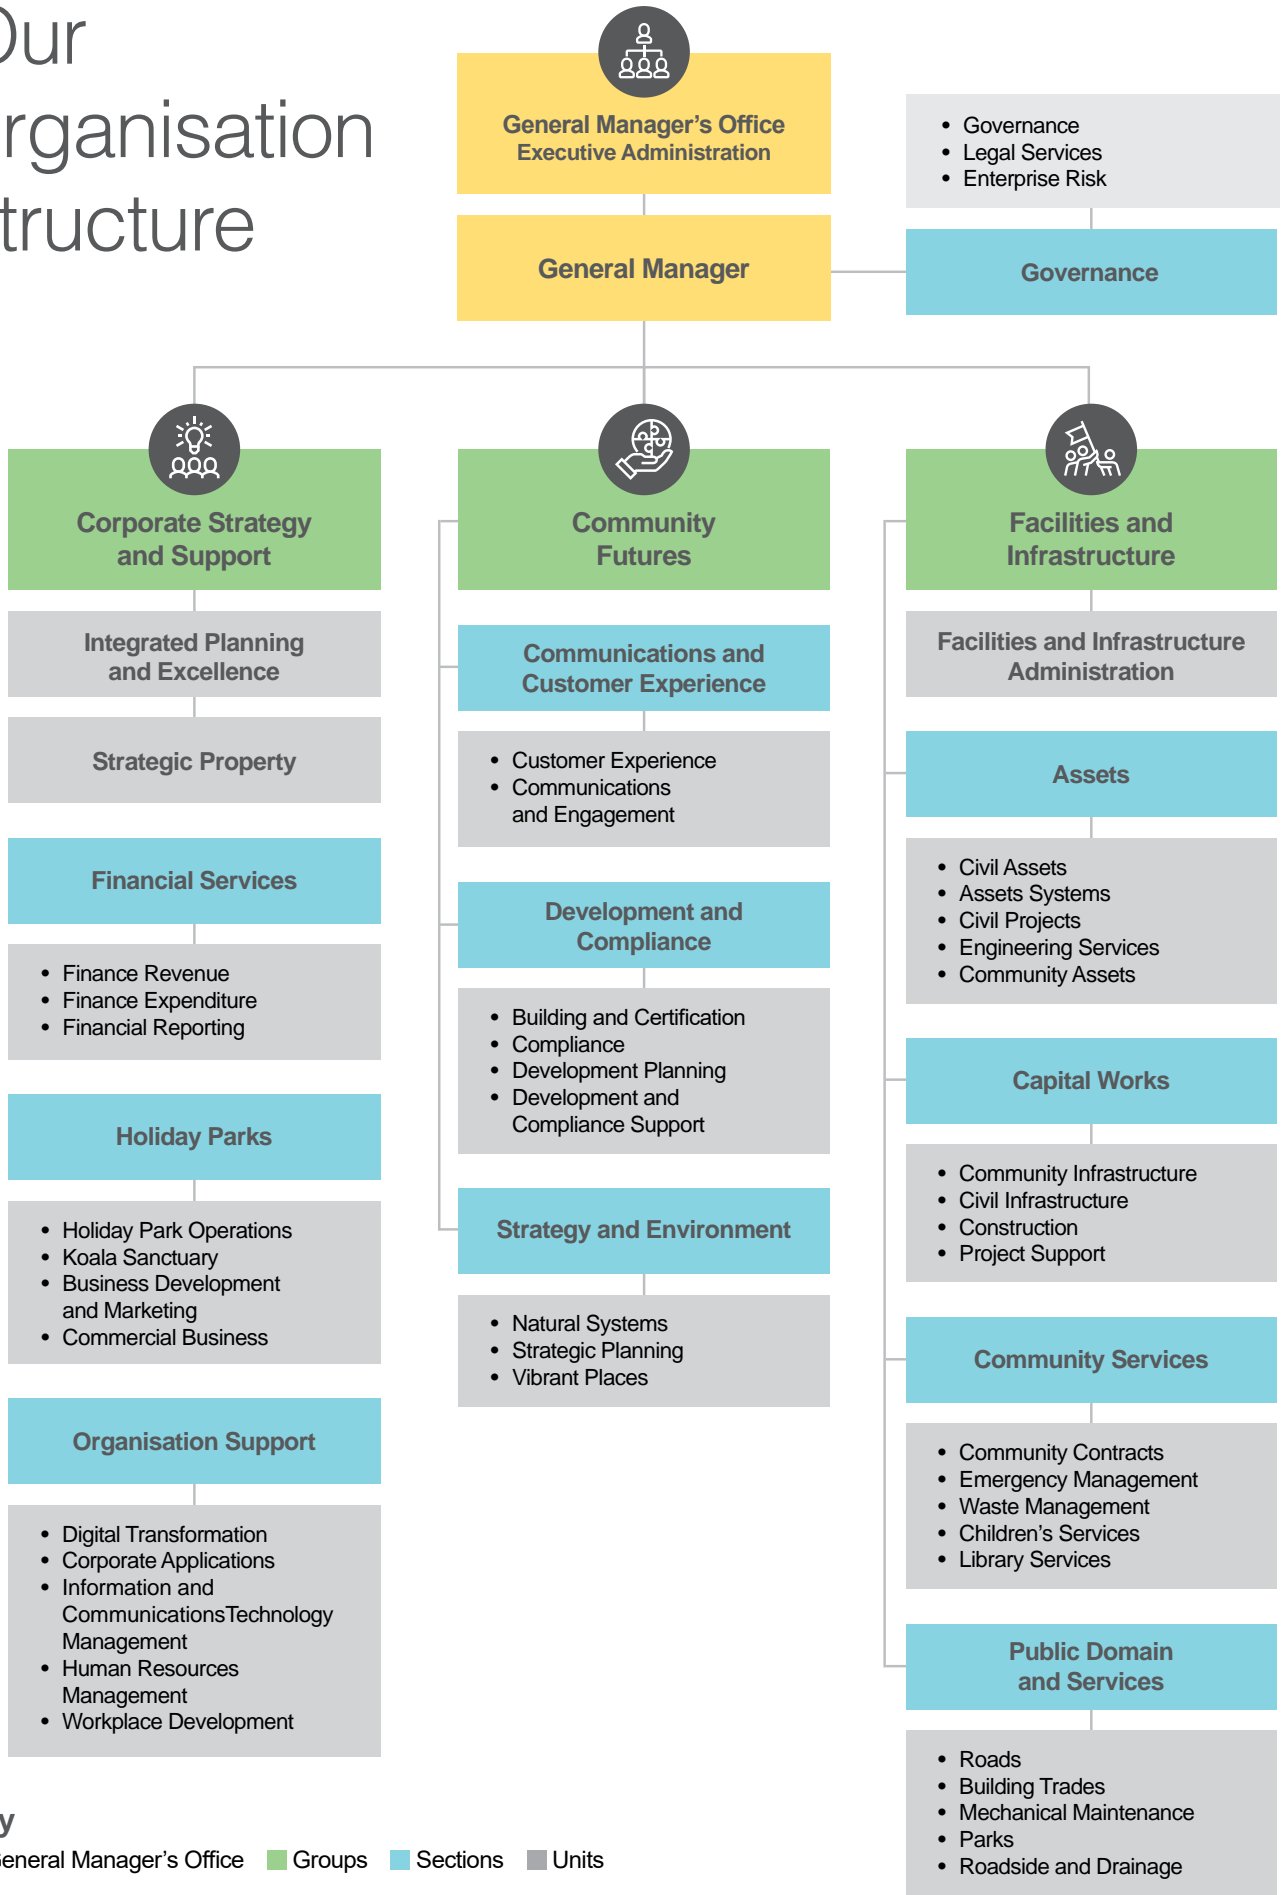 Our
rganisation
tructure
General Manager's Office
Executive Administration
General Manager
• Governance
• Legal Services
• Enterprise Risk
Governance
Corporate Strategy
and Support
Integrated Planning
and Excellence
Strategic Property
Financial Services
• Finance Revenue
• Finance Expenditure
• Financial Reporting
Holiday Parks
• Holiday Park Operations
• Koala Sanctuary
• Business Development
and Marketing
• Commercial Business
Organisation Support
• Digital Transformation
• Corporate Applications
• Information and
CommunicationsTechnology
Management
• Human Resources
Management
• Workplace Development
Community
Futures
Communications and
Customer Experience
• Customer Experience
• Communications
and Engagement
Development and
Compliance
• Building and Certification
• Compliance
• Development Planning
• Development and
Compliance Support
Strategy and Environment
• Natural Systems
• Strategic Planning
• Vibrant Places
Facilities and
Infrastructure
Facilities and Infrastructure
Administration
Assets
• Civil Assets
• Assets Systems
• Civil Projects
• Engineering Services
• Community Assets
Capital Works
• Community Infrastructure
• Civil Infrastructure
• Construction
• Project Support
Community Services
• Community Contracts
• Emergency Management
• Waste Management
• Children's Services
• Library Services
Public Domain
and Services
• Roads
• Building Trades
• Mechanical Maintenance
• Parks
• Roadside and Drainage
y
General Manager's Office Groups Sections Units